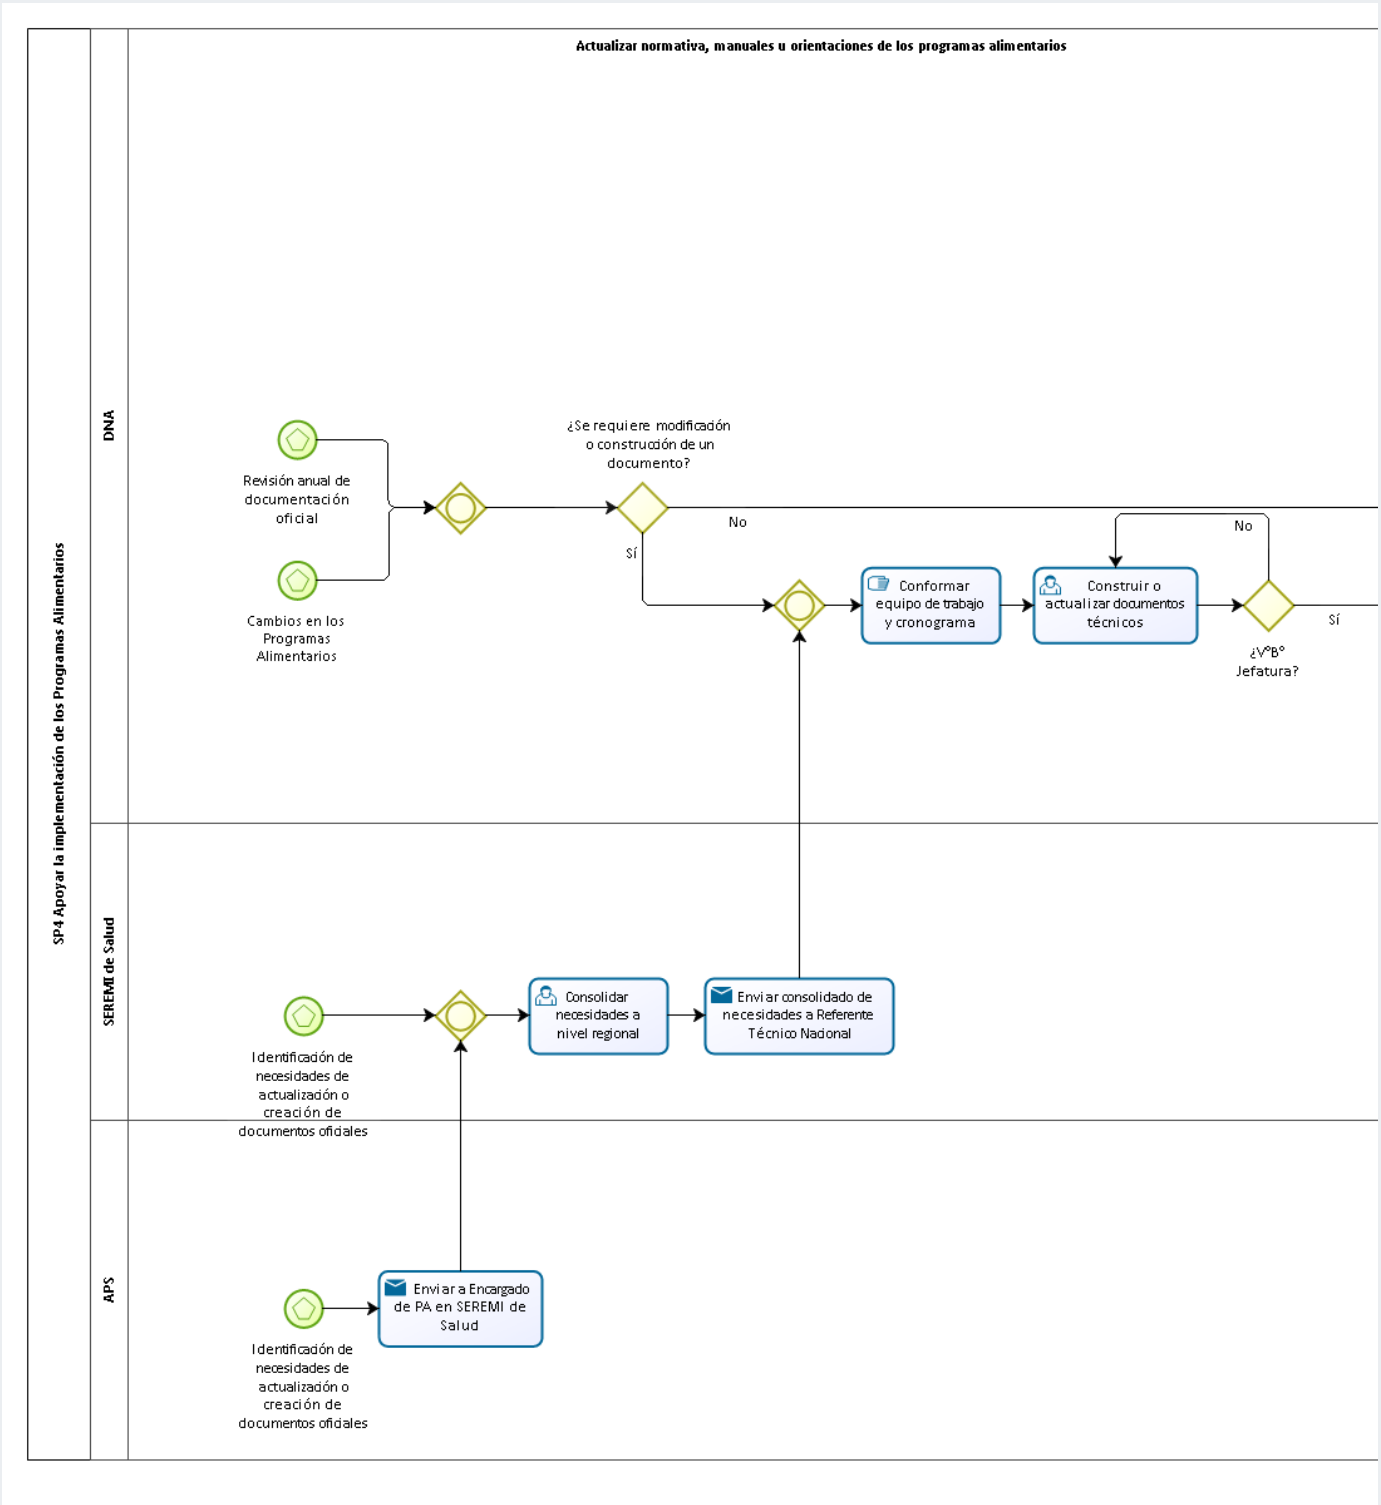 Actualizar normativa, manuales u orientaciones de los programas alimentarios
SP4 Apoyar la implementación de los Programas Alimentarios
DNA
Revisión anual de
documentación
oficial
Cambios en los
Programas
Alimentarios
¿Se requiere modificación
o construcción de un
documento?
No
Sí
Conformar
equipo de trabajo
y cronograma
Construir o
actualizar documentos
técnicos
No
Sí
¿VºBº
Jefatura?
SEREMI de Salud
Identificación de
necesidades de
actualización o
creación de
documentos oficiales
Consolidar
necesidades a
nivel regional
Enviar consolidado de
necesidades a Referente
Técnico Nacional
APS
Identificación de
necesidades de
actualización o
creación de
documentos oficiales
Enviar a Encargado
de PA en SEREMI de
Salud